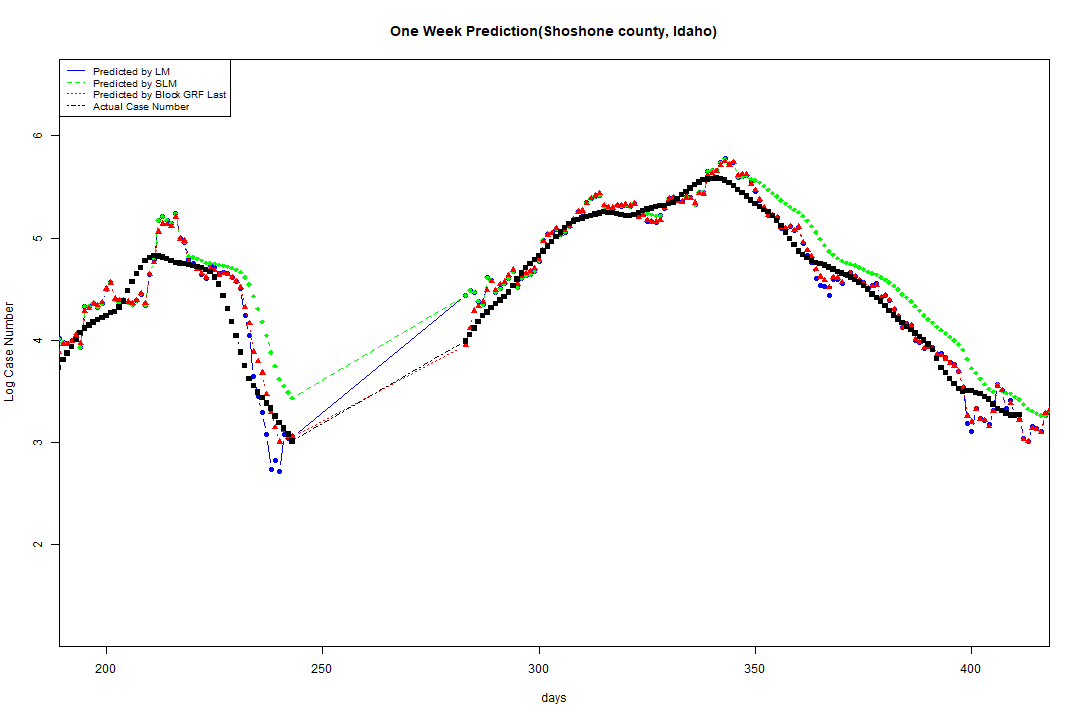 One Week Prediction(Shoshone county, Idaho)
Predicted by LM
Predicted by SLM
Predicted by Block GRF Last
Actual Case Number
Log Case Number
6
5
4
3
2
200 250 300 350 400
days